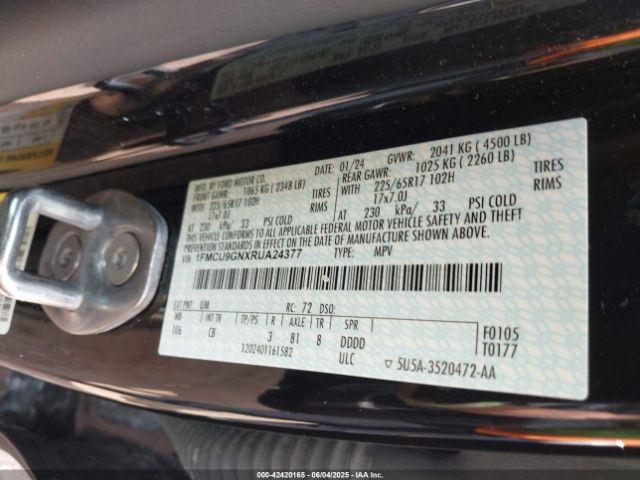 MFD. BY FORD MOTOR CO.
DATE: 01/24 GVWR: 2041 KG ( 4500 LB)
FRONT GAWR: 1065 KG ( 2348 LB) REAR GAWR: 1025 KG ( 2260 LB)
WITH 225/65R17 102H TIRES WITH 225/65R17 102H TIRES
17x7.0J RIMS 17x7.0J RIMS
AT 230 kPa/ 33 PSI COLD AT 230 kPa/ 33 PSI COLD
THIS VEHICLE CONFORMS TO ALL APPLICABLE FEDERAL MOTOR VEHICLE SAFETY AND THEFT
PREVENTION STANDARDS IN EFFECT ON THE DATE OF MANUFACTURE SHOWN ABOVE.
VIN: 1FMCU9GNXRUA24377 TYPE: MPV
EXT PNT: UM RC: 72 DSO:
WB INT TR TP/PS R AXLE TR SPR
106 CB 3 81 8 DDDD
F0105
T0177
1202401161582 ULC
5U5A-3520472-AA
000-42420165 | 06/04/2025 | Copyright © IAA, Inc.